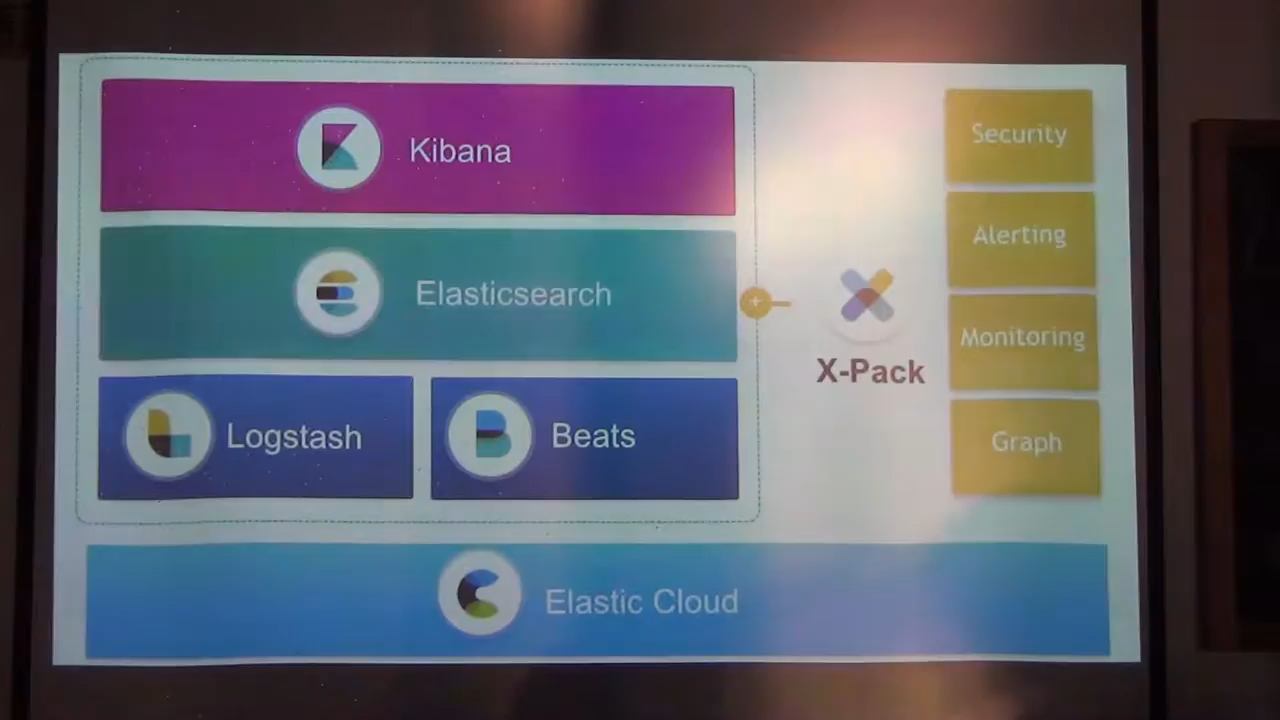 Kibana
Elasticsearch
Logstash
Beats
+
X-Pack
Security
Alerting
Monitoring
Graph
Elastic Cloud